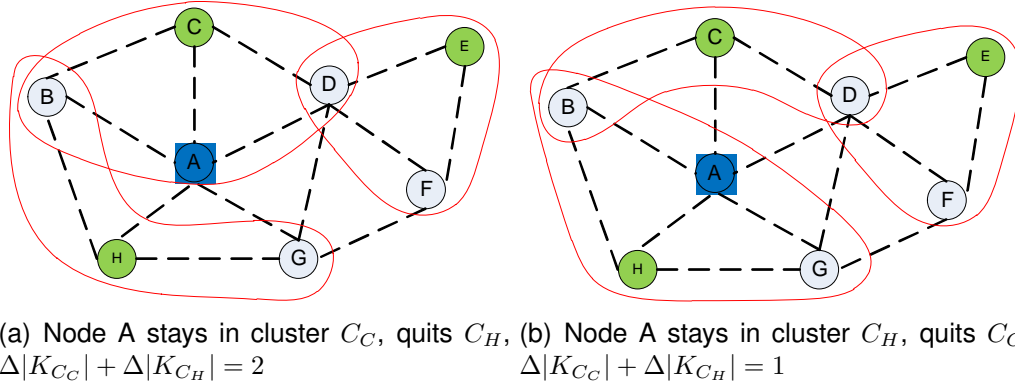 C
E
B
D
A
F
H
G
C
E
B
D
A
F
H
G
(a) Node A stays in cluster $C_C$, quits $C_H$,
$\Delta|K_{C_C}| + \Delta|K_{C_H}| = 2$
(b) Node A stays in cluster $C_H$, quits $C_C$
$\Delta|K_{C_C}| + \Delta|K_{C_H}| = 1$